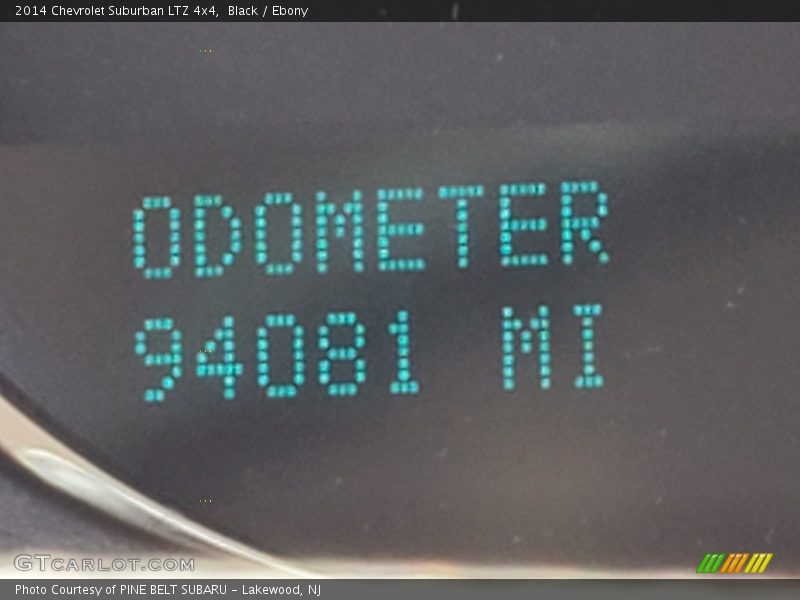 2014 Chevrolet Suburban LTZ 4x4,  Black / Ebony
ODOMETER
94081 MI
GTCARLOT.COM
Photo Courtesy of PINE BELT SUBARU - Lakewood, NJ